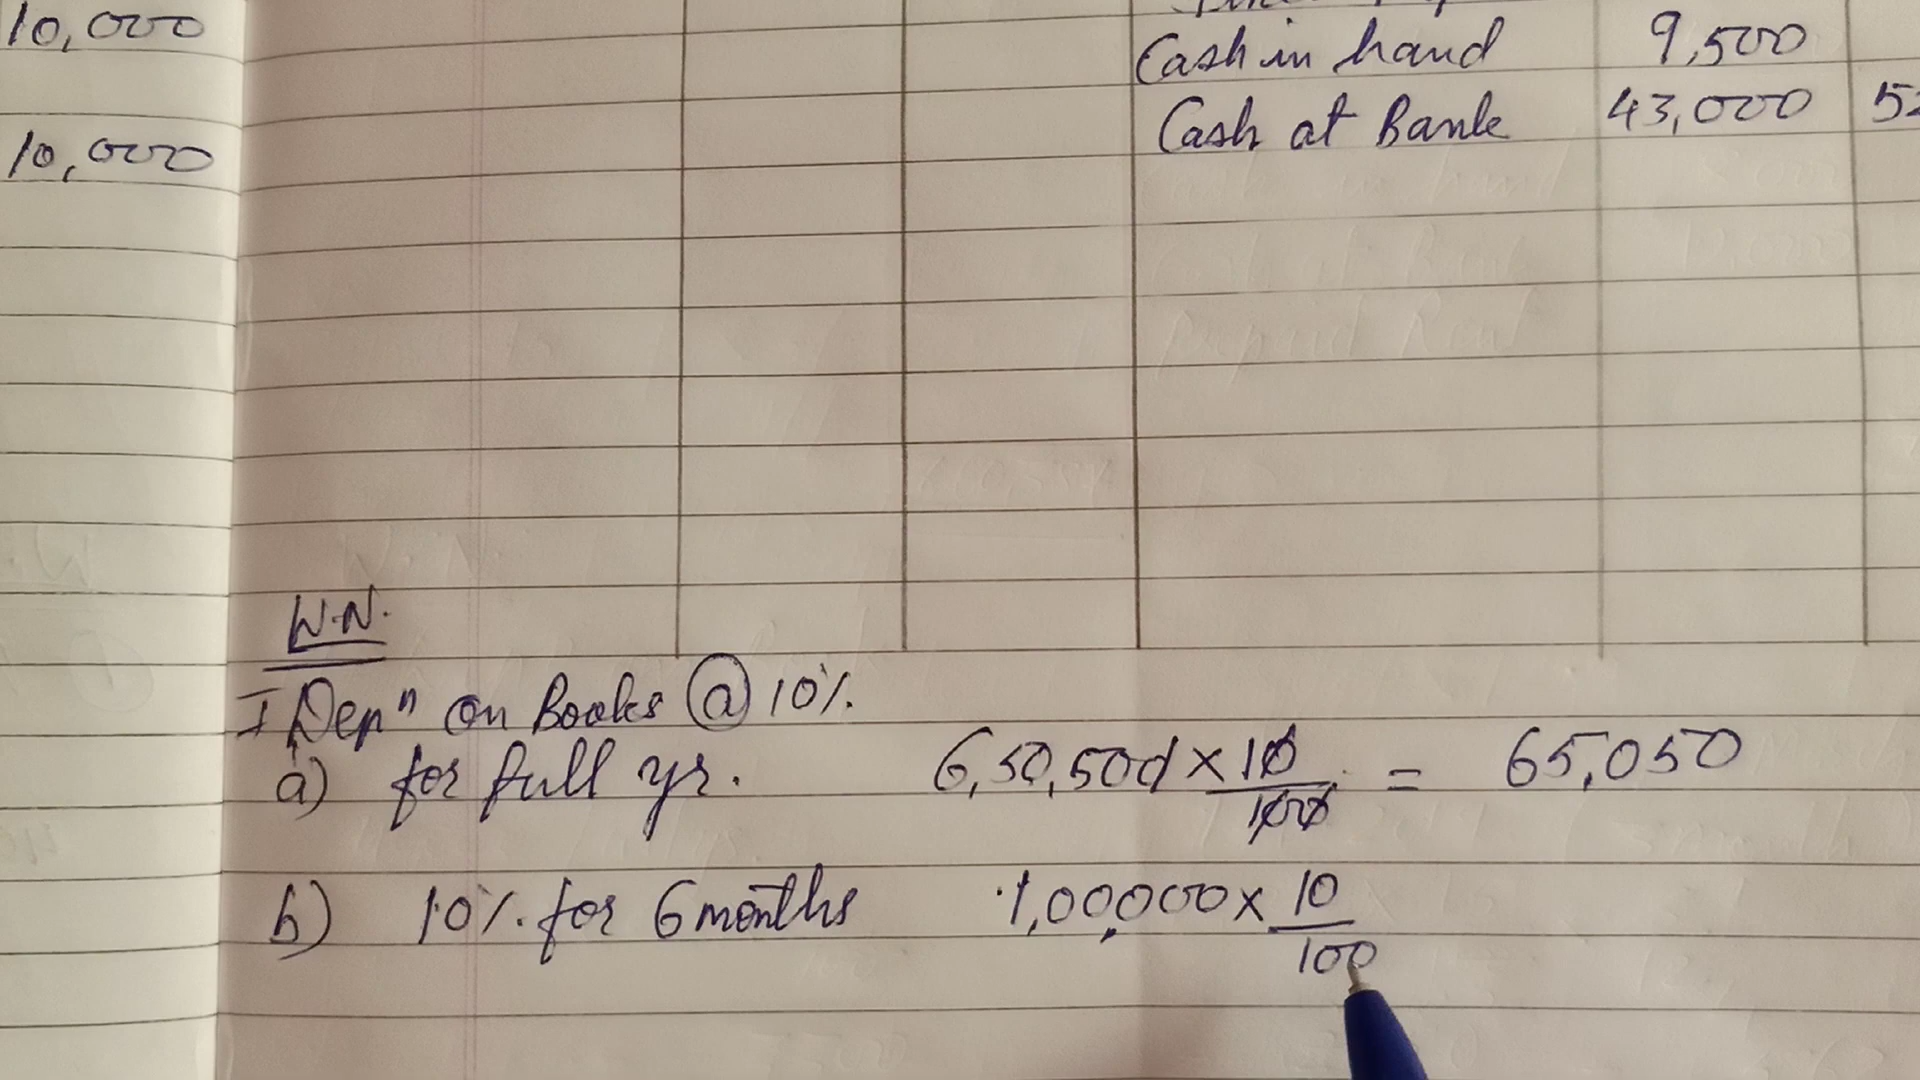 10,000
Cash in hand 9,500
Cash at Bank 43,000 52
10,000
W.N.
I Depn on Books @ 10%.
a) for full yr. 6,50,500 × 10/100 = 65,050
b) 10%. for 6 months 1,00,000 × 10/100